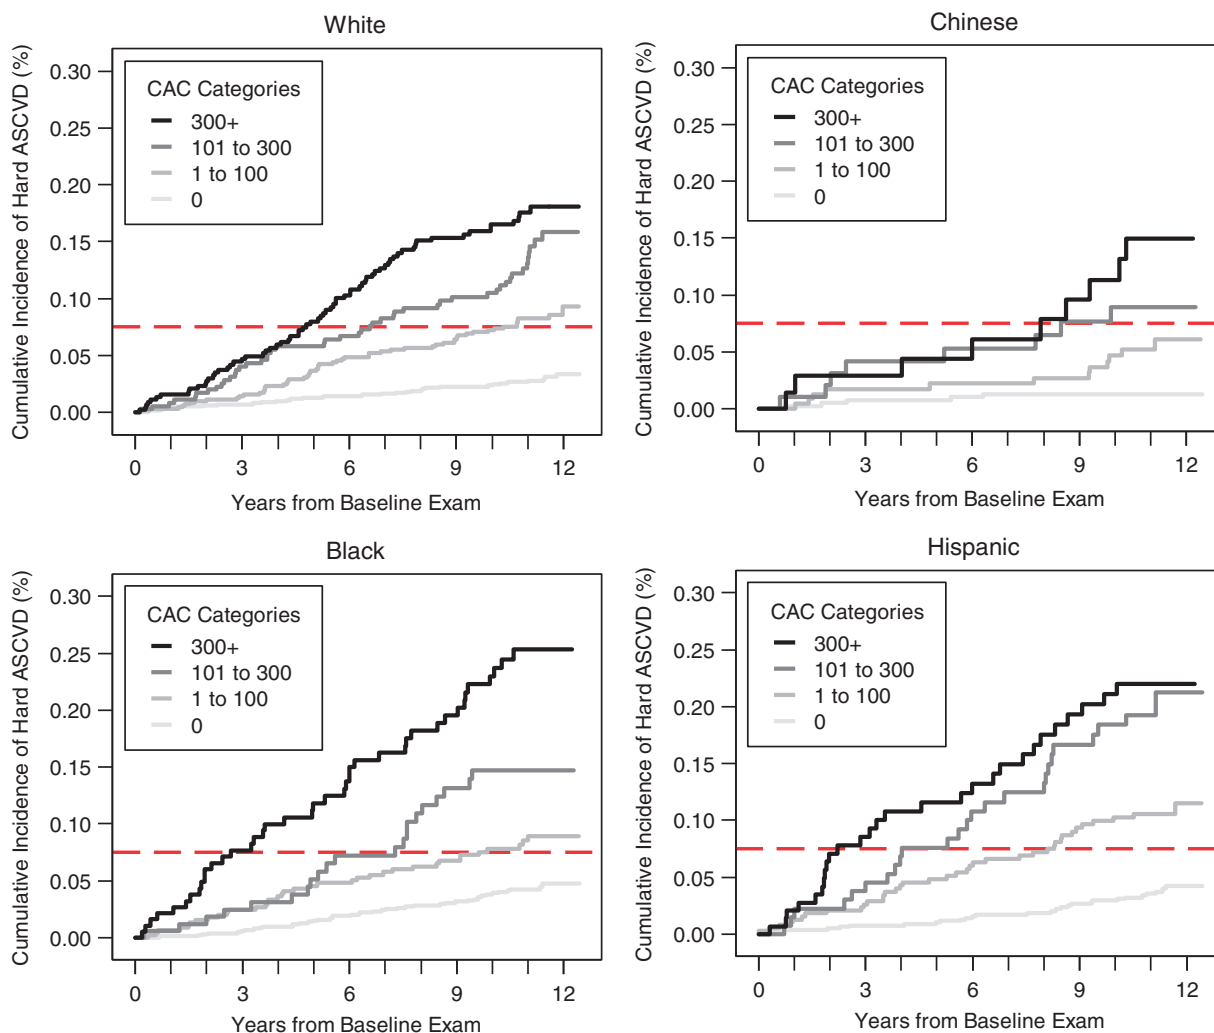 White
Cumulative Incidence of Hard ASCVD (%)
0.30
0.25
0.20
0.15
0.10
0.05
0.00
CAC Categories
300+
101 to 300
1 to 100
0
0 3 6 9 12
Years from Baseline Exam
Chinese
Cumulative Incidence of Hard ASCVD (%)
0.30
0.25
0.20
0.15
0.10
0.05
0.00
CAC Categories
300+
101 to 300
1 to 100
0
0 3 6 9 12
Years from Baseline Exam
Black
Cumulative Incidence of Hard ASCVD (%)
0.30
0.25
0.20
0.15
0.10
0.05
0.00
CAC Categories
300+
101 to 300
1 to 100
0
0 3 6 9 12
Years from Baseline Exam
Hispanic
Cumulative Incidence of Hard ASCVD (%)
0.30
0.25
0.20
0.15
0.10
0.05
0.00
CAC Categories
300+
101 to 300
1 to 100
0
0 3 6 9 12
Years from Baseline Exam